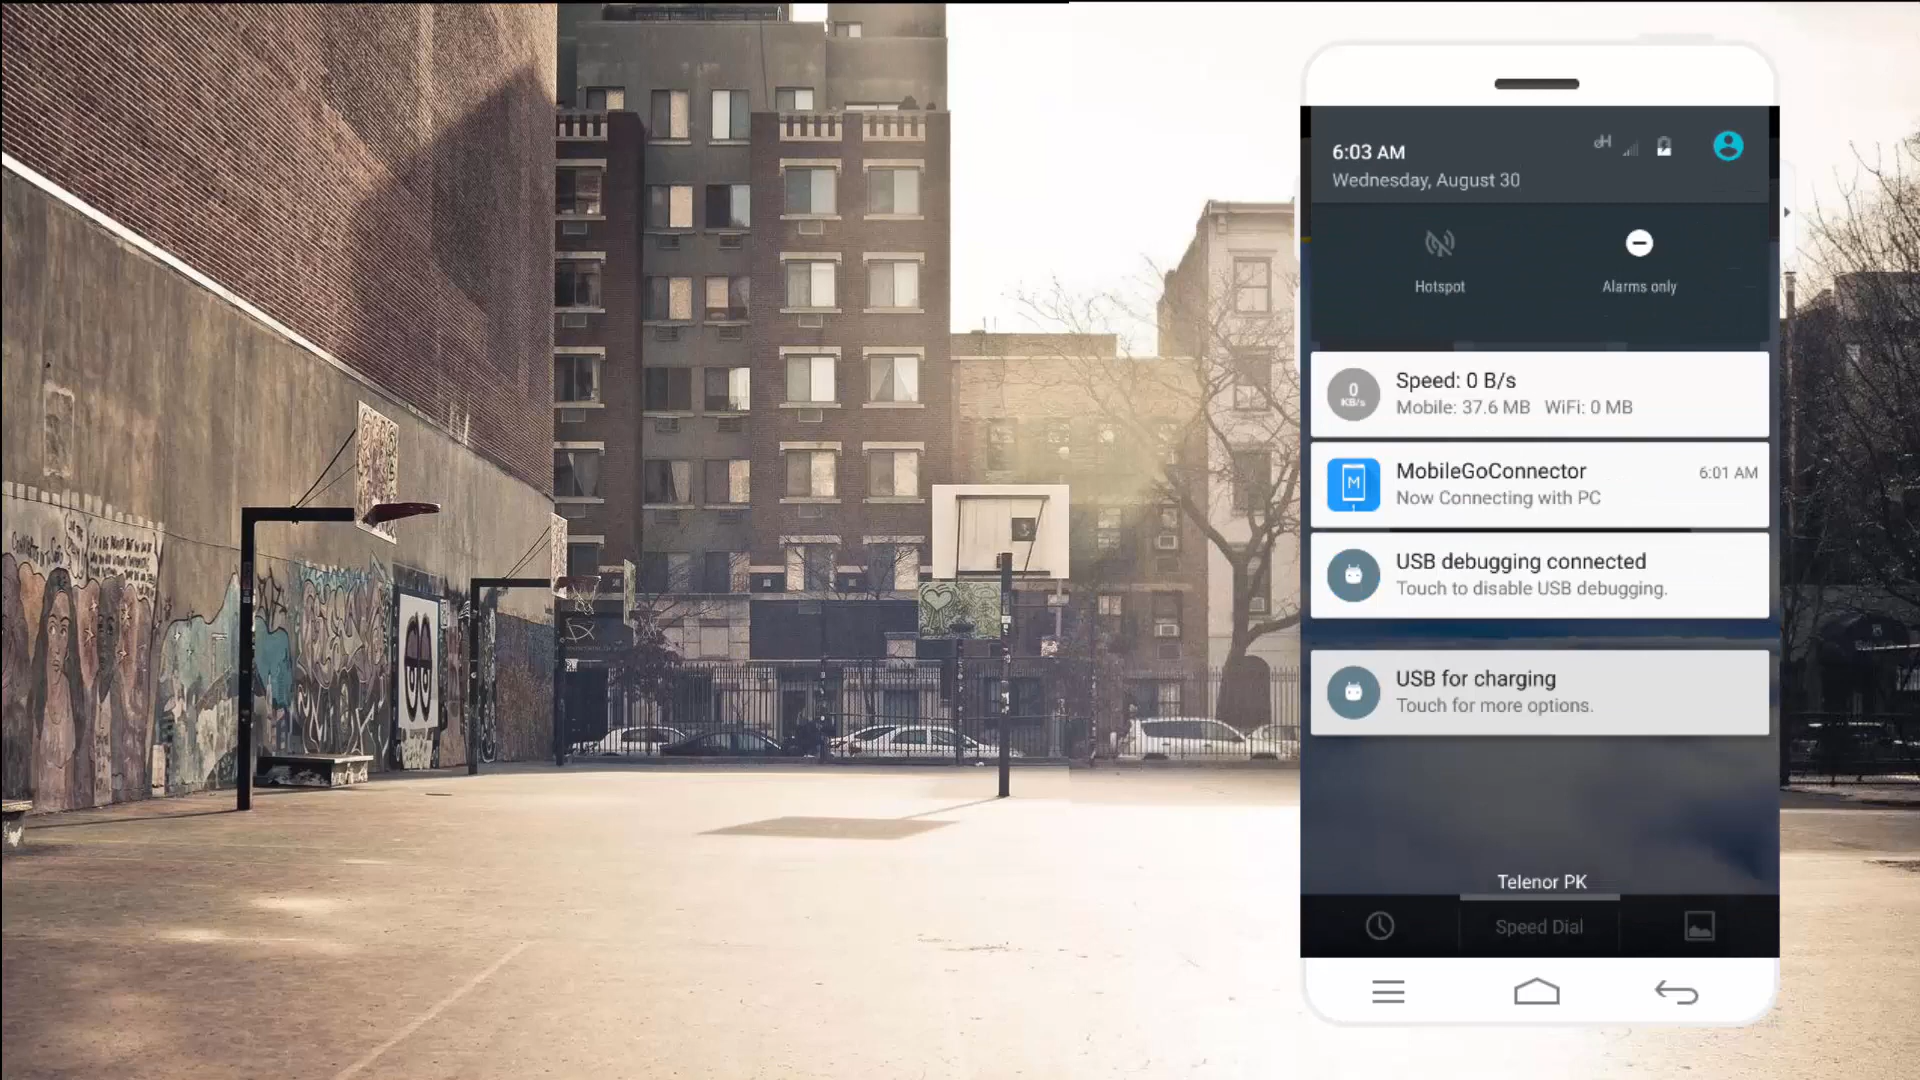 6:03 AM
Wednesday, August 30
Hotspot
Alarms only
0
KB/s
Speed: 0 B/s
Mobile: 37.6 MB WiFi: 0 MB
M
MobileGoConnector
6:01 AM
Now Connecting with PC
USB debugging connected
Touch to disable USB debugging.
USB for charging
Touch for more options.
Telenor PK
Speed Dial